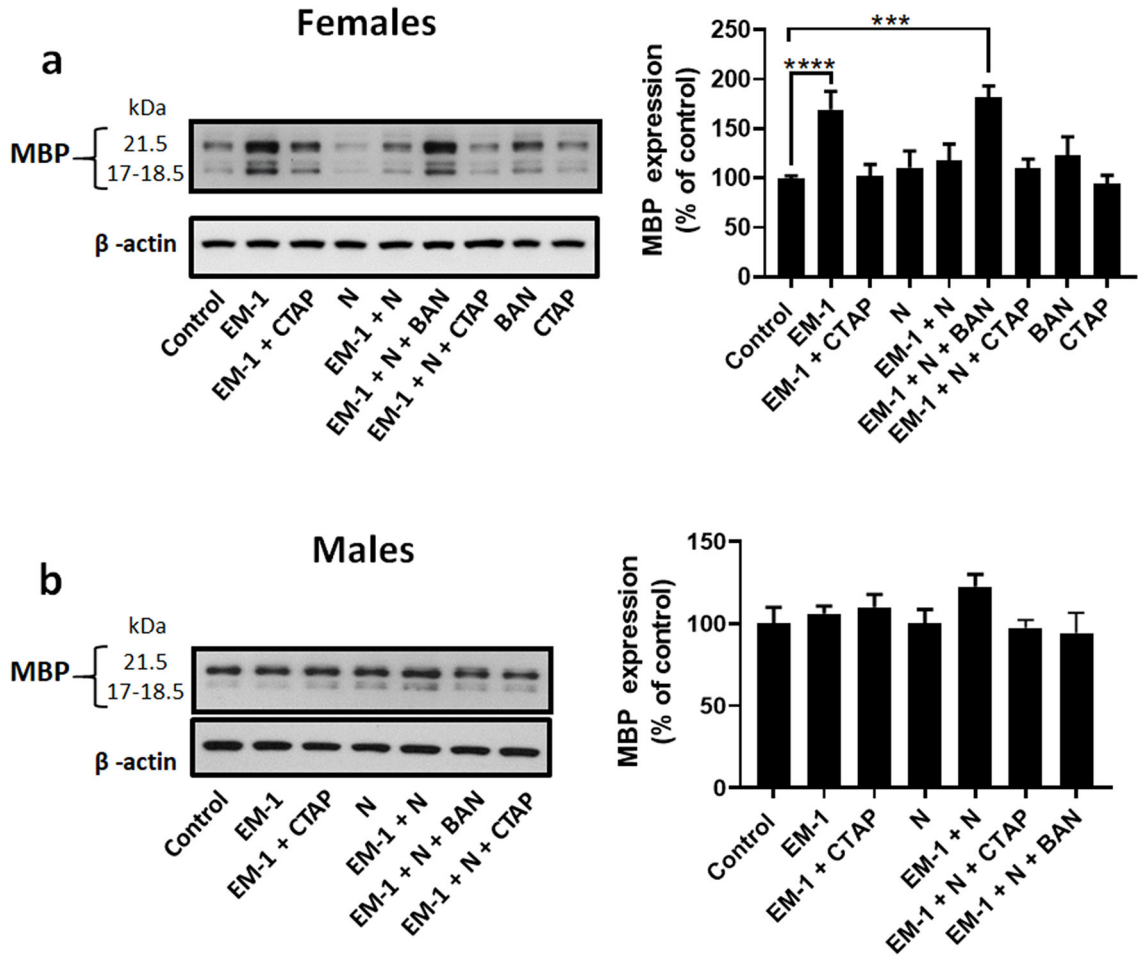 Females
a
kDa
MBP
21.5
17-18.5
β -actin
Control
EM-1
EM-1 + CTAP
N
EM-1 + N
EM-1 + N + BAN
EM-1 + N + CTAP
BAN
CTAP
MBP expression
(% of control)
250
200
150
100
50
0
****
***
Control
EM-1
EM-1 + CTAP
N
EM-1 + N
EM-1 + N + BAN
EM-1 + N + CTAP
BAN
CTAP
Males
b
kDa
MBP
21.5
17-18.5
β -actin
Control
EM-1
EM-1 + CTAP
N
EM-1 + N
EM-1 + N + BAN
EM-1 + N + CTAP
MBP expression
(% of control)
150
100
50
0
Control
EM-1
EM-1 + CTAP
N
EM-1 + N
EM-1 + N + CTAP
EM-1 + N + BAN